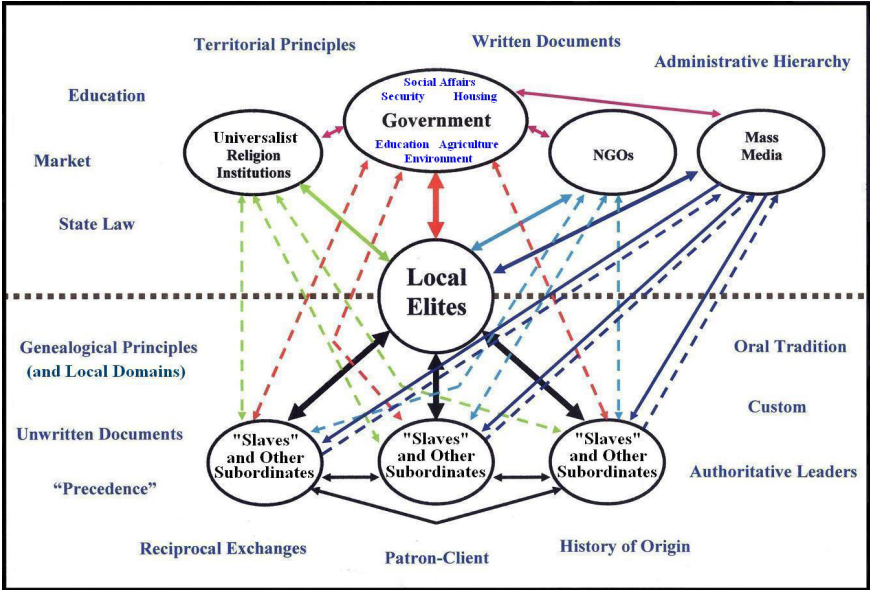 Territorial Principles
Written Documents
Administrative Hierarchy
Education
Market
State Law
Social Affairs
Security Housing
Government
Education Agriculture
Environment
Universalist
Religion
Institutions
NGOs
Mass
Media
Local
Elites
Genealogical Principles
(and Local Domains)
Oral Tradition
Custom
Unwritten Documents
"Slaves"
and Other
Subordinates
"Slaves"
and Other
Subordinates
"Slaves"
and Other
Subordinates
“Precedence”
Authoritative Leaders
Reciprocal Exchanges
Patron-Client
History of Origin